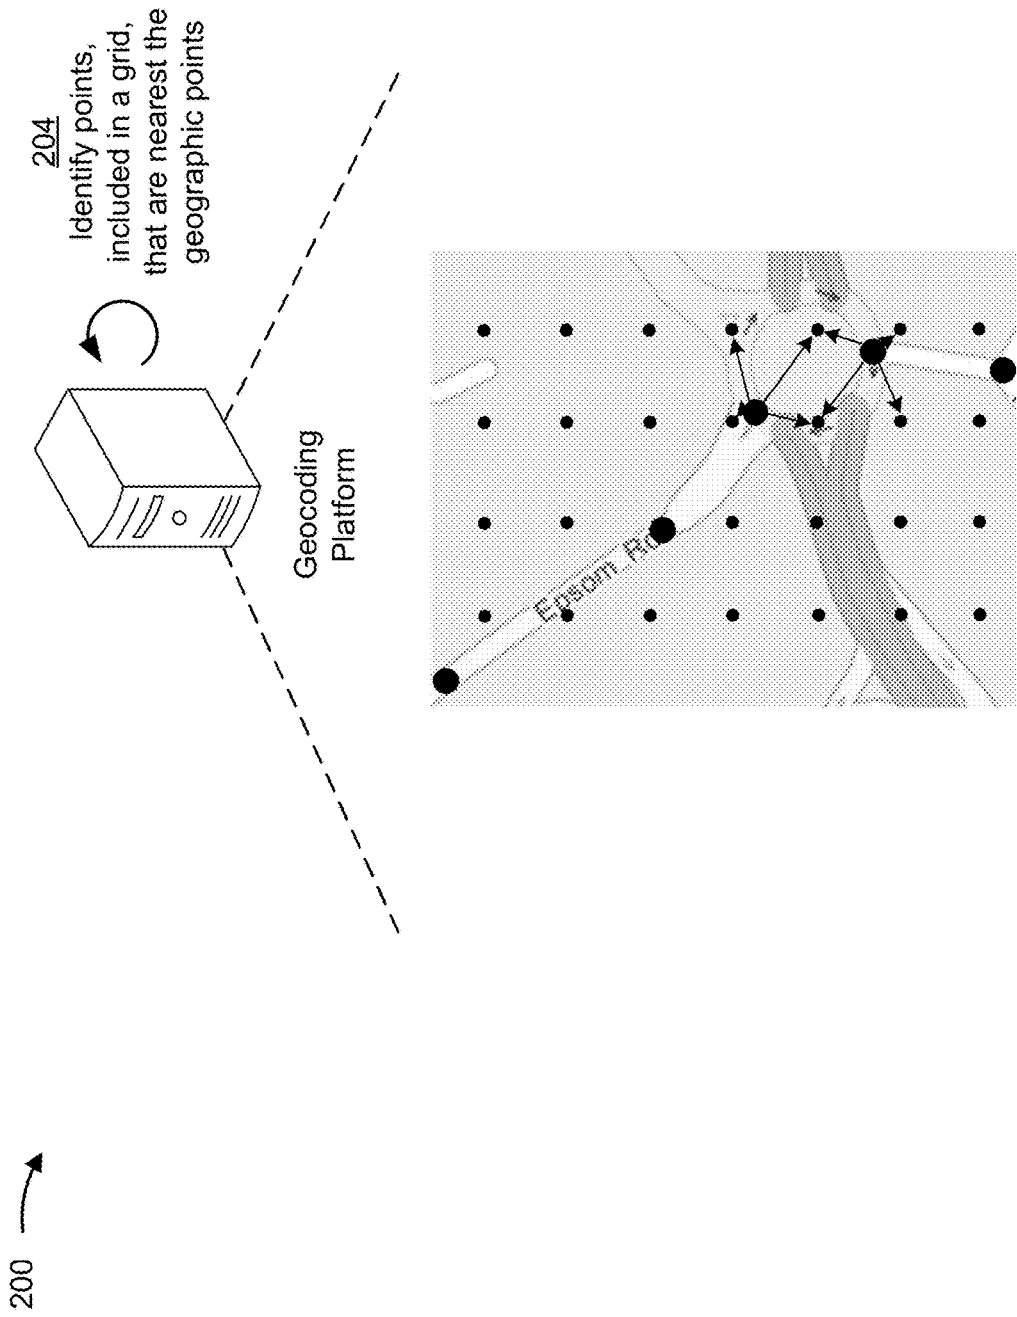 200
204
Identify points,
included in a grid,
that are nearest the
geographic points
Geocoding
Platform
Epsom Rd